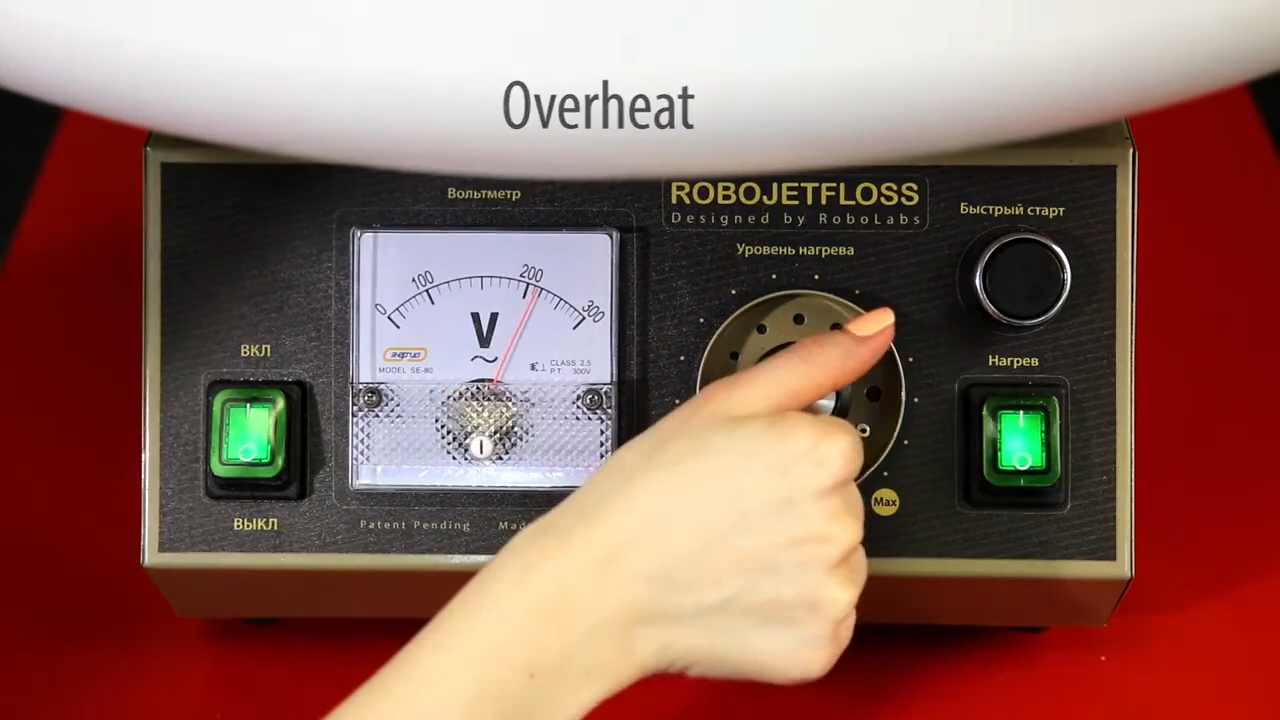 Overheat
Вольтметр
ROBOJETFLOSS
Designed by RoboLabs
Быстрый старт
Уровень нагрева
0 100 200 300
V
энергия
MODEL SE-80
CLASS 2.5
P.T. 300V
ВКЛ
Нагрев
ВЫКЛ
Max
Patent Pending